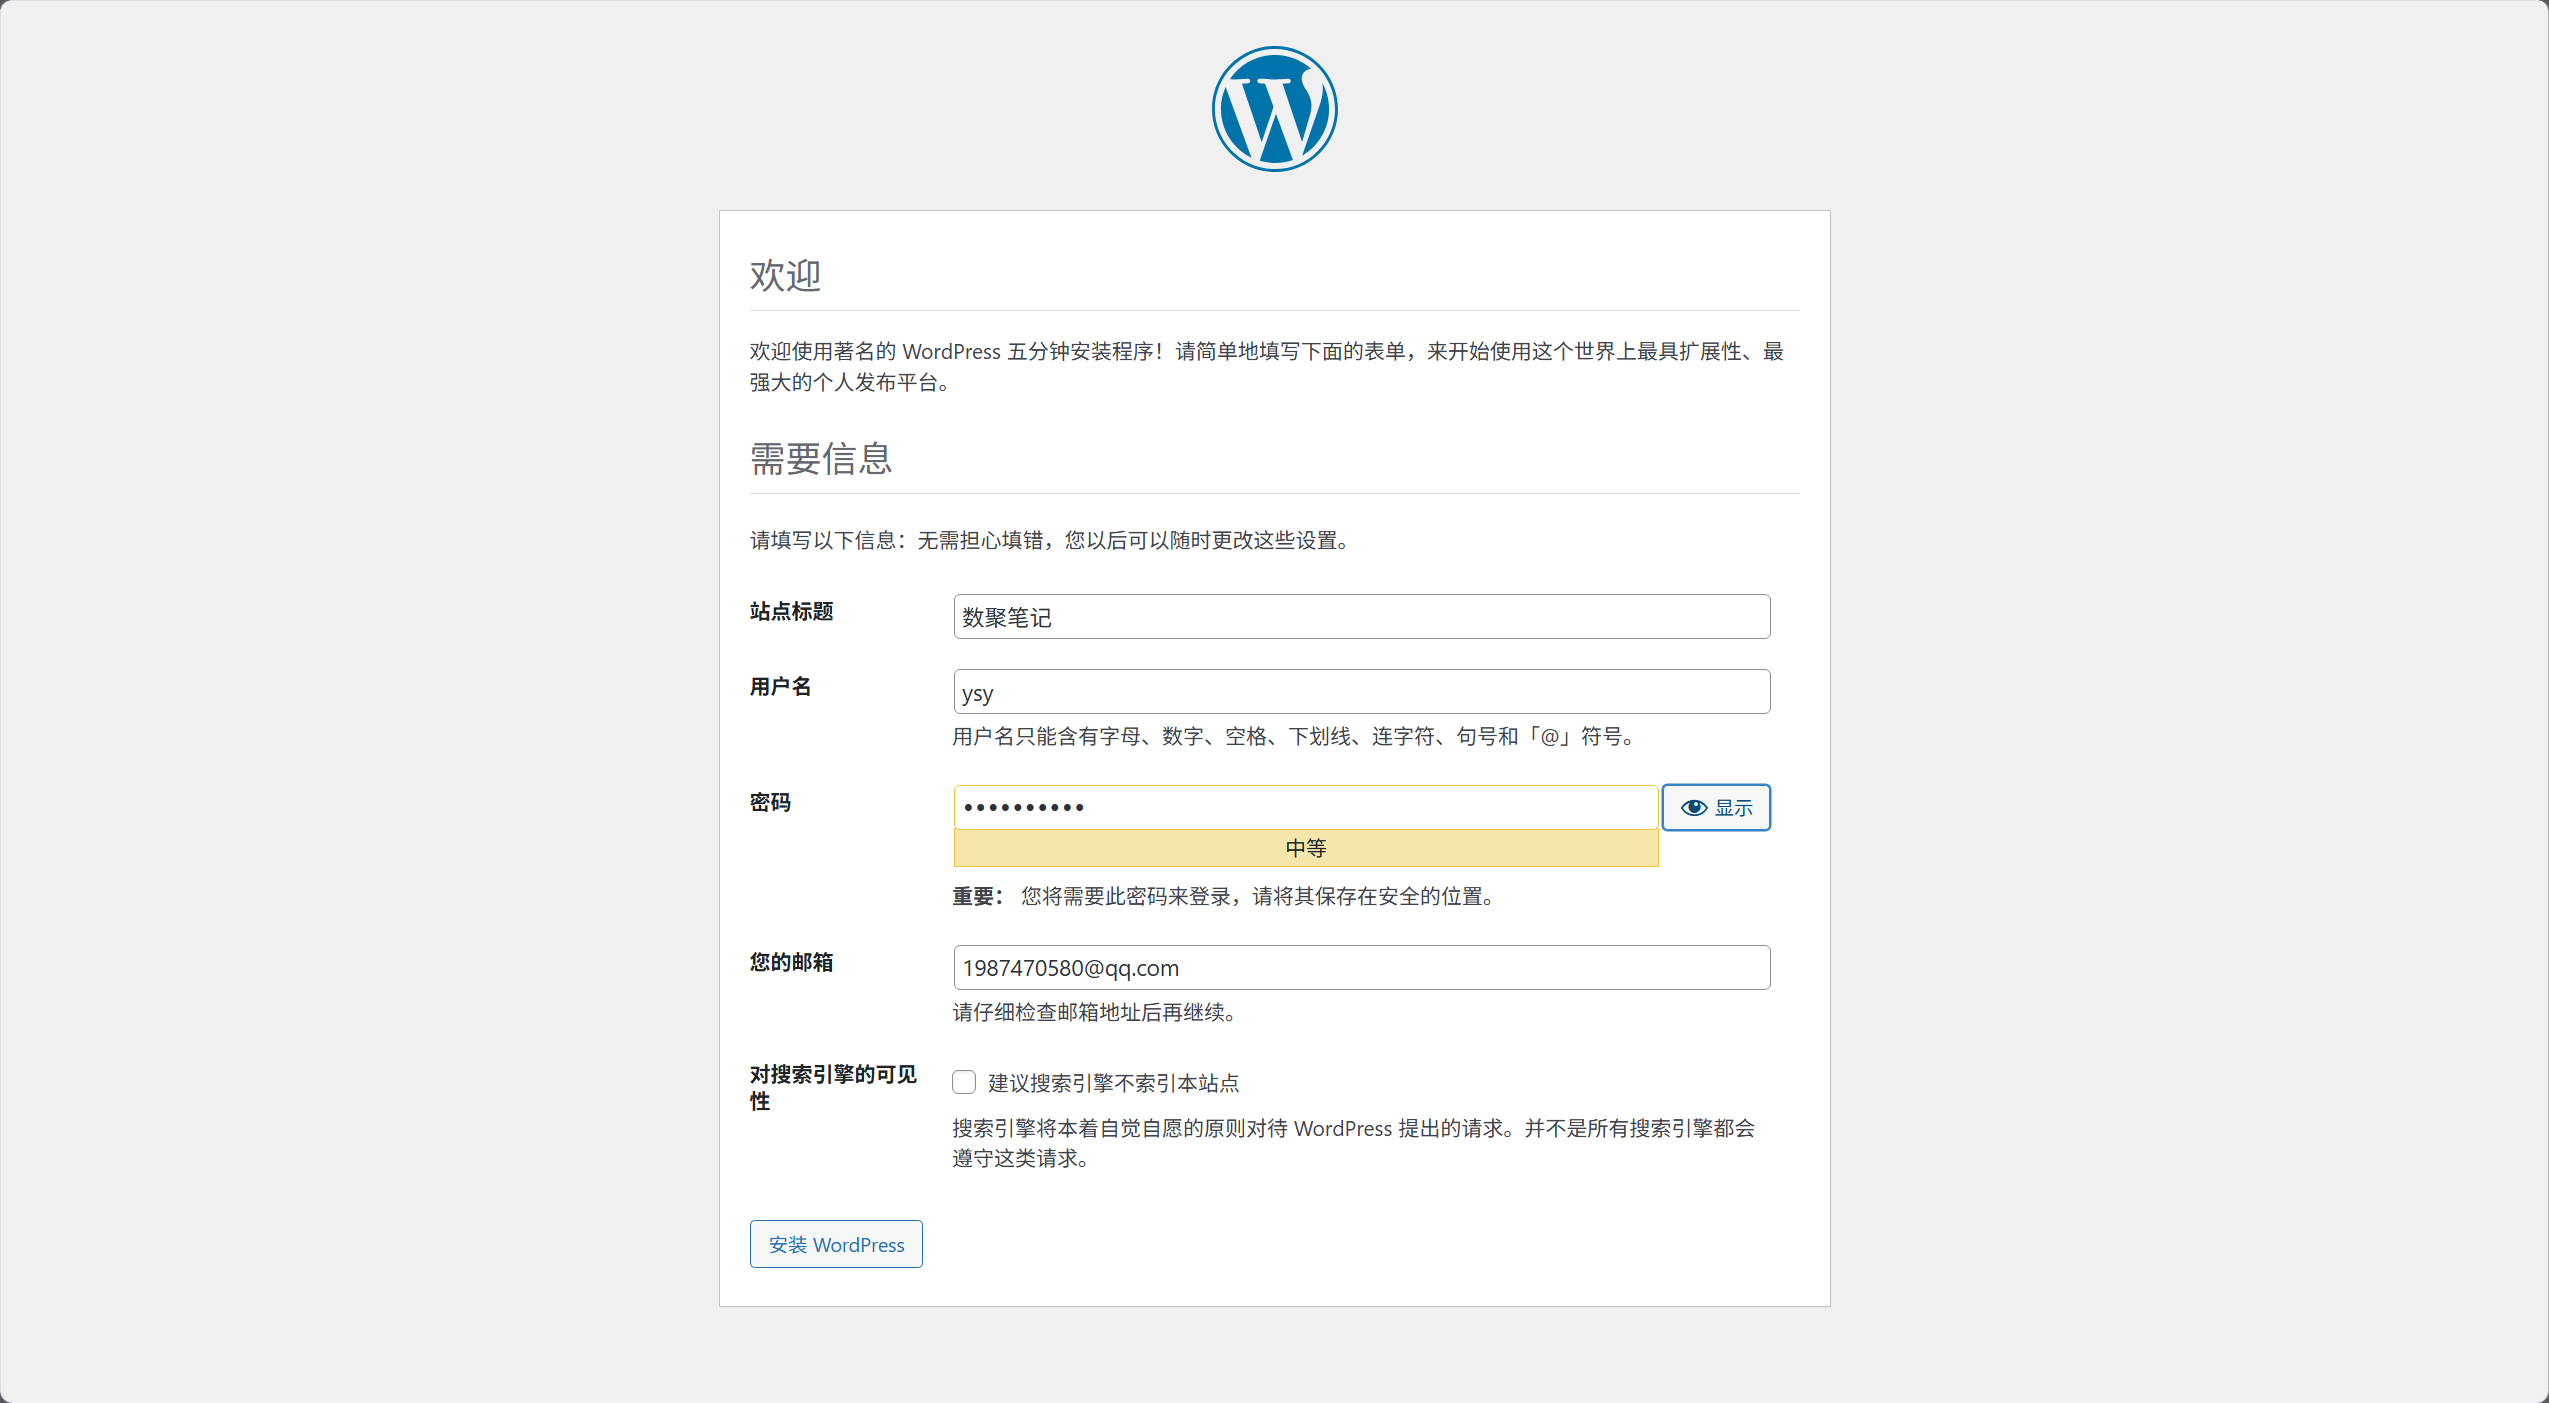 欢迎
欢迎使用著名的 WordPress 五分钟安装程序！请简单地填写下面的表单，来开始使用这个世界上最具扩展性、最
强大的个人发布平台。
需要信息
请填写以下信息：无需担心填错，您以后可以随时更改这些设置。
站点标题
数聚笔记
用户名
ysy
用户名只能含有字母、数字、空格、下划线、连字符、句号和「@」符号。
密码
••••••••••
显示
中等
重要： 您将需要此密码来登录，请将其保存在安全的位置。
您的邮箱
1987470580@qq.com
请仔细检查邮箱地址后再继续。
对搜索引擎的可见
性
建议搜索引擎不索引本站点
搜索引擎将本着自觉自愿的原则对待 WordPress 提出的请求。并不是所有搜索引擎都会
遵守这类请求。
安装 WordPress